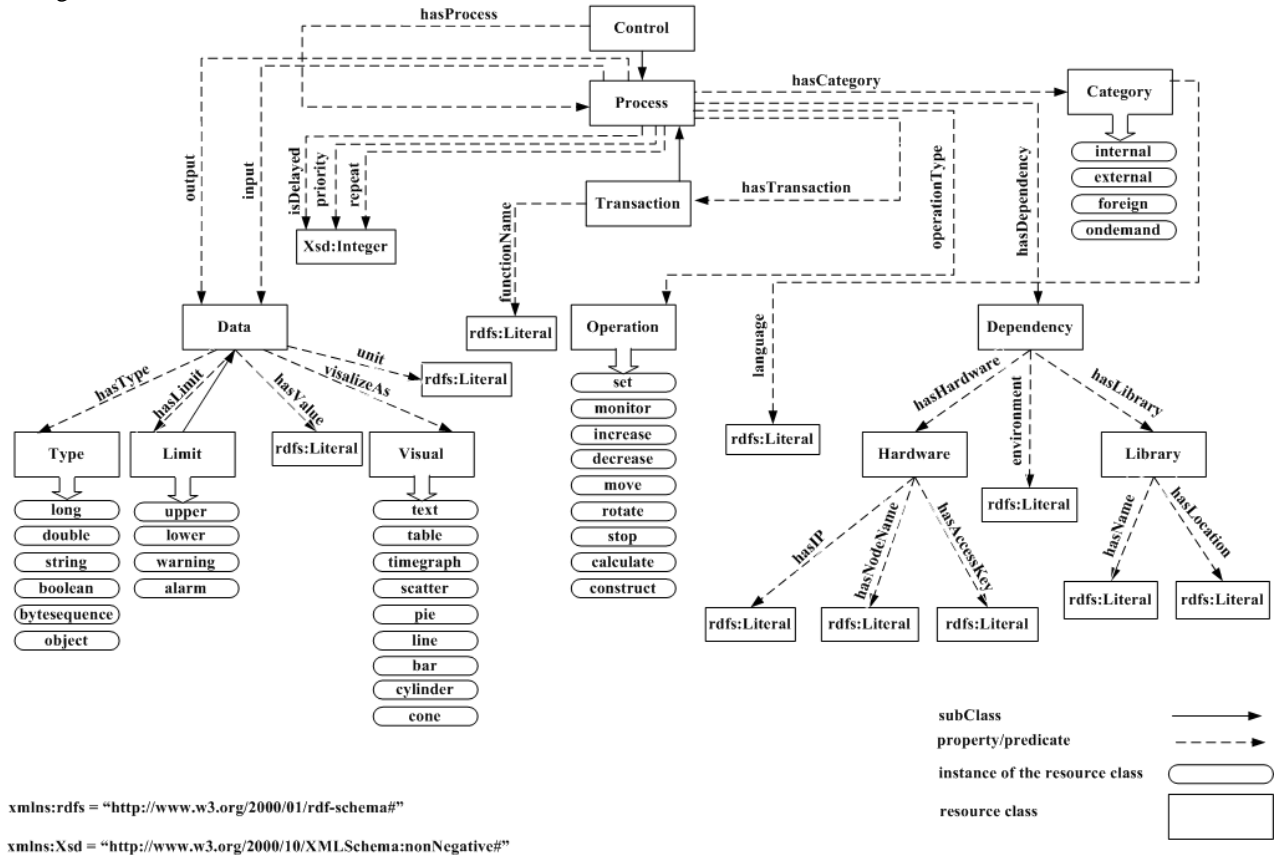 hasProcess
Control
Process
hasCategory
Category
internal
external
foreign
ondemand
output
input
isDelayed
priority
repeat
Xsd:Integer
hasTransaction
Transaction
functionName
operationType
hasDependency
rdfs:Literal
Data
Operation
Dependency
language
hasType
hasLimit
hasValue
visalizeAs
unit
rdfs:Literal
set
monitor
increase
decrease
move
rotate
stop
calculate
construct
rdfs:Literal
hasHardware
environment
hasLibrary
Type
Limit
rdfs:Literal
Visual
Hardware
rdfs:Literal
Library
long
double
string
boolean
bytesequence
object
upper
lower
warning
alarm
text
table
timegraph
scatter
pie
line
bar
cylinder
cone
hasIP
hasNodeName
hasAccessKey
hasName
hasLocation
rdfs:Literal
rdfs:Literal
rdfs:Literal
rdfs:Literal
rdfs:Literal
subClass
property/predicate
instance of the resource class
resource class
xmlns:rdfs = “http://www.w3.org/2000/01/rdf-schema#”
xmlns:Xsd = “http://www.w3.org/2000/10/XMLSchema:nonNegative#”